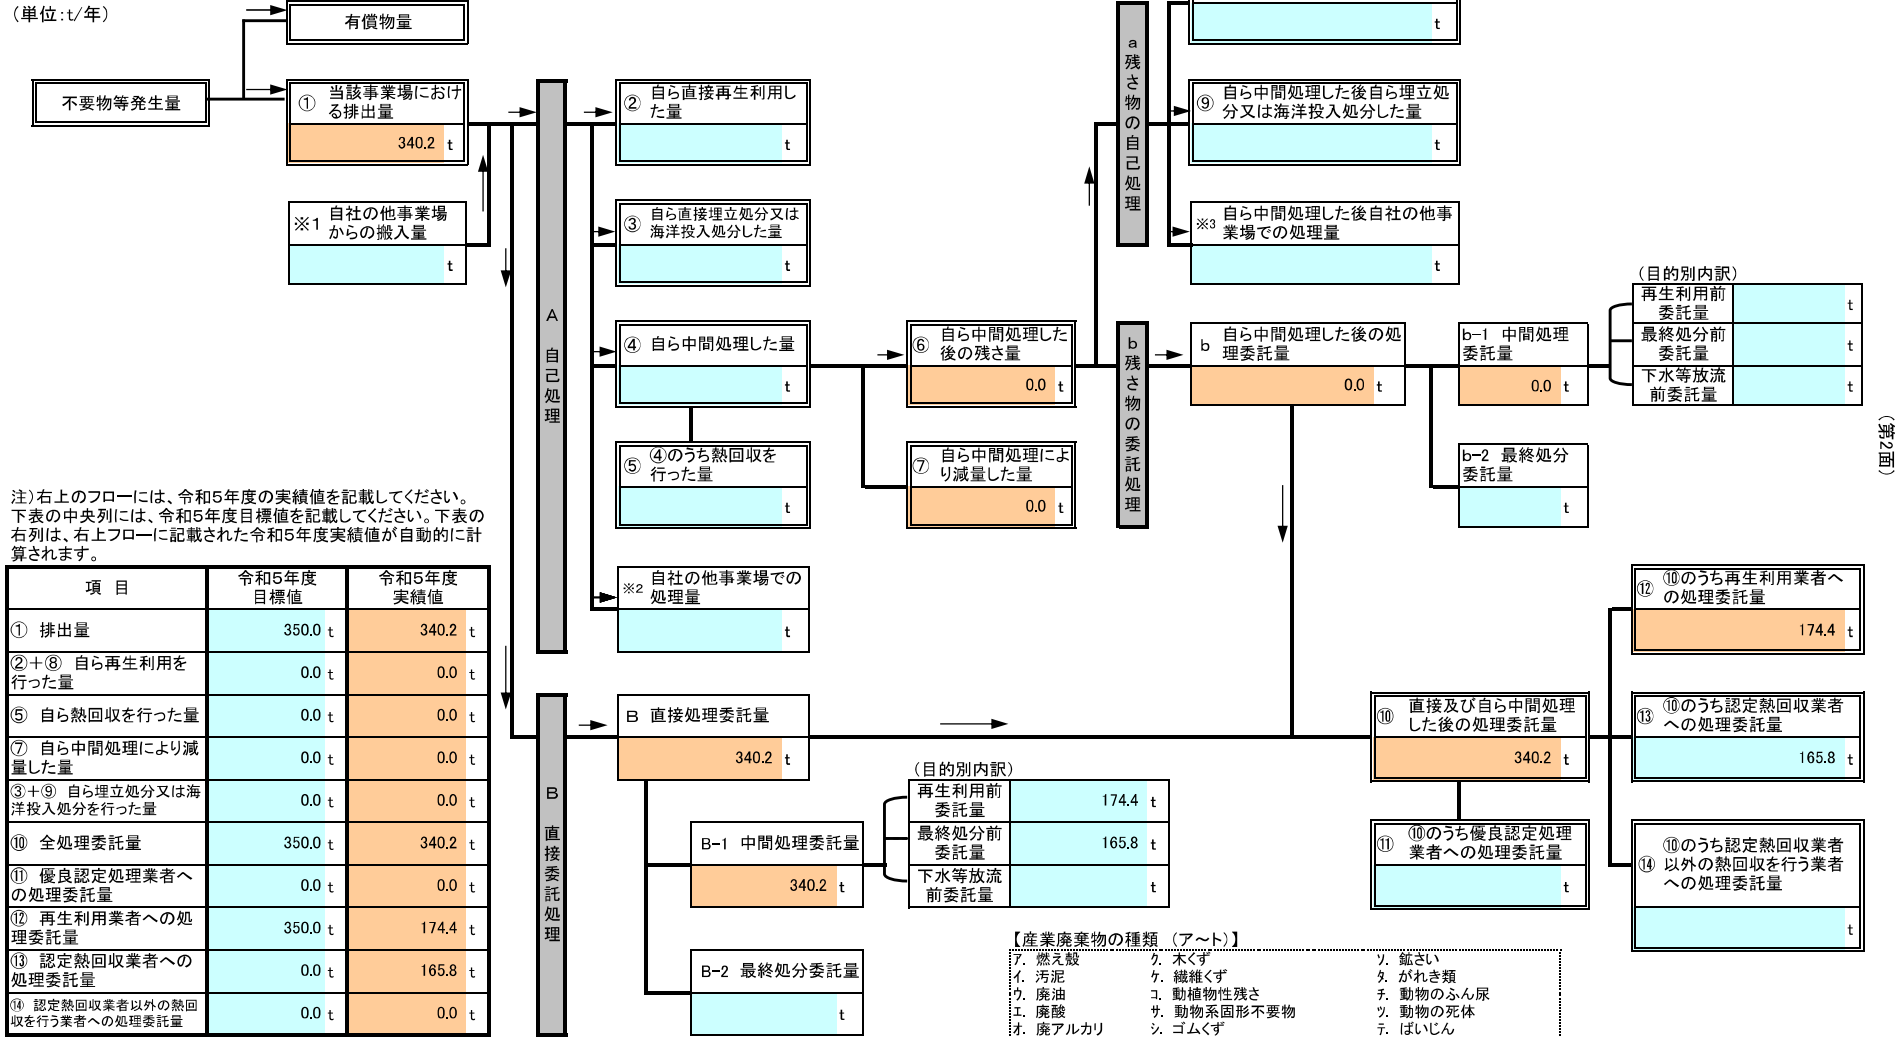 （単位：t/年）
有償物量
不要物等発生量
① 当該事業場におけ
る排出量
340.2 t
※1 自社の他事業場
からの搬入量
t
A 自己処理
② 自ら直接再生利用し
た量
t
③ 自ら直接埋立処分又は
海洋投入処分した量
t
④ 自ら中間処理した量
t
⑤ ④のうち熱回収を
行った量
t
※2 自社の他事業場での
処理量
t
⑥ 自ら中間処理した
後の残さ量
0.0 t
⑦ 自ら中間処理によ
り減量した量
0.0 t
a 残さ物の自己処理
t
⑨ 自ら中間処理した後自ら埋立処
分又は海洋投入処分した量
t
※3 自ら中間処理した後自社の他事
業場での処理量
t
b 残さ物の委託処理
b 自ら中間処理した後の処
理委託量
0.0 t
b-1 中間処理
委託量
0.0 t
（目的別内訳）
再生利用前
委託量
t
最終処分前
委託量
t
下水等放流
前委託量
t
b-2 最終処分
委託量
t
（第2面）
注）右上のフローには、令和5年度の実績値を記載してください。
下表の中央列には、令和5年度目標値を記載してください。下表の
右列は、右上フローに記載された令和5年度実績値が自動的に計
算されます。
項 目
令和5年度
目標値
令和5年度
実績値
① 排出量 350.0 t 340.2 t
②＋⑧ 自ら再生利用を
行った量 0.0 t 0.0 t
⑤ 自ら熱回収を行った量 0.0 t 0.0 t
⑦ 自ら中間処理により減
量した量 0.0 t 0.0 t
③＋⑨ 自ら埋立処分又は海
洋投入処分を行った量 0.0 t 0.0 t
⑩ 全処理委託量 350.0 t 340.2 t
⑪ 優良認定処理業者へ
の処理委託量 0.0 t 0.0 t
⑫ 再生利用業者への処
理委託量 350.0 t 174.4 t
⑬ 認定熱回収業者への
処理委託量 0.0 t 165.8 t
⑭ 認定熱回収業者以外の熱回
収を行う業者への処理委託量 0.0 t 0.0 t
B 直接委託処理
B 直接処理委託量
340.2 t
B-1 中間処理委託量
340.2 t
（目的別内訳）
再生利用前
委託量
174.4 t
最終処分前
委託量
165.8 t
下水等放流
前委託量
t
B-2 最終処分委託量
t
⑩ 直接及び自ら中間処理
した後の処理委託量
340.2 t
⑪ ⑩のうち優良認定処理
業者への処理委託量
t
⑫ ⑩のうち再生利用業者へ
の処理委託量
174.4 t
⑬ ⑩のうち認定熱回収業者
への処理委託量
165.8 t
⑭ ⑩のうち認定熱回収業者
以外の熱回収を行う業者
への処理委託量
t
【産業廃棄物の種類 （ア～ト）】
ア. 燃え殻 ク. 木くず ソ. 鉱さい
イ. 汚泥 ケ. 繊維くず タ. がれき類
ウ. 廃油 コ. 動植物性残さ チ. 動物のふん尿
エ. 廃酸 サ. 動物系固形不要物 ツ. 動物の死体
オ. 廃アルカリ シ. ゴムくず テ. ばいじん